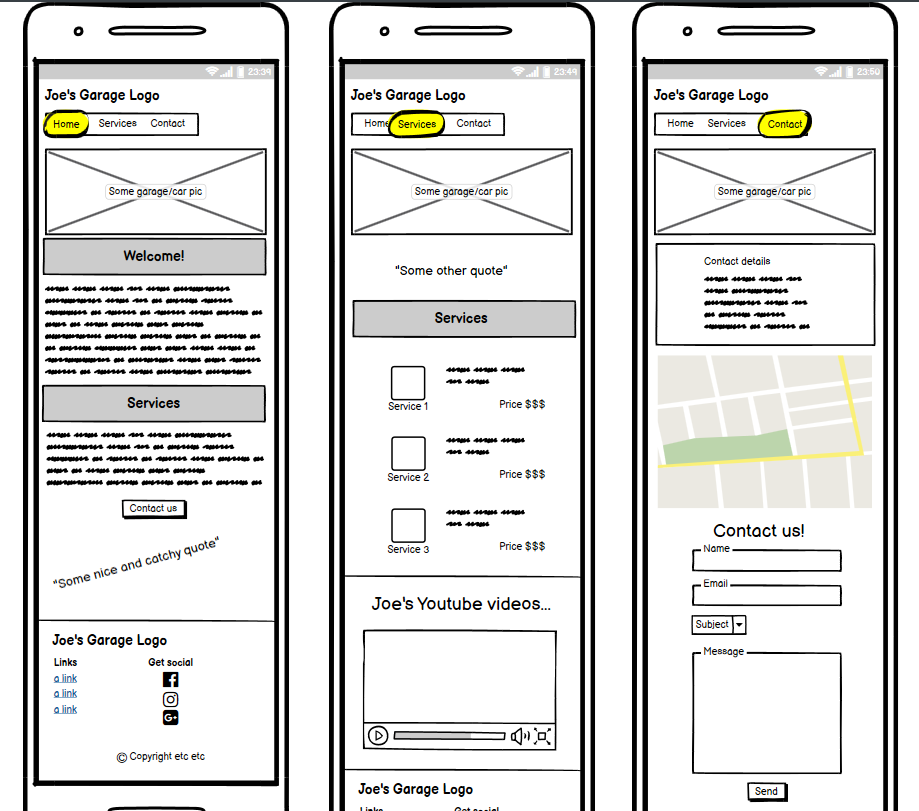 23:39
Joe's Garage Logo
Home Services Contact
Some garage/car pic
Welcome!
Services
Contact us
"Some nice and catchy quote"
Joe's Garage Logo
Links Get social
a link
a link
a link
G+
© Copyright etc etc
23:49
Joe's Garage Logo
Home Services Contact
Some garage/car pic
"Some other quote"
Services
Service 1 Price $$$
Service 2 Price $$$
Service 3 Price $$$
Joe's Youtube videos...
Joe's Garage Logo
Links Get social
23:50
Joe's Garage Logo
Home Services Contact
Some garage/car pic
Contact details
Contact us!
Name
Email
Subject
Message
Send